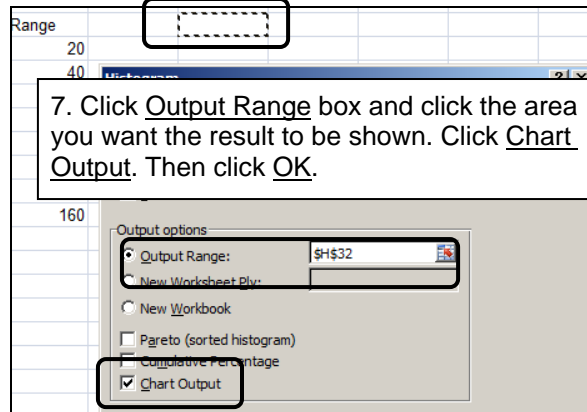 Range
20
40
Histogram
7. Click Output Range box and click the area
you want the result to be shown. Click Chart
Output. Then click OK.
160
Output options
Output Range: $H$32
New Worksheet Ply:
New Workbook
Pareto (sorted histogram)
Cumulative Percentage
Chart Output